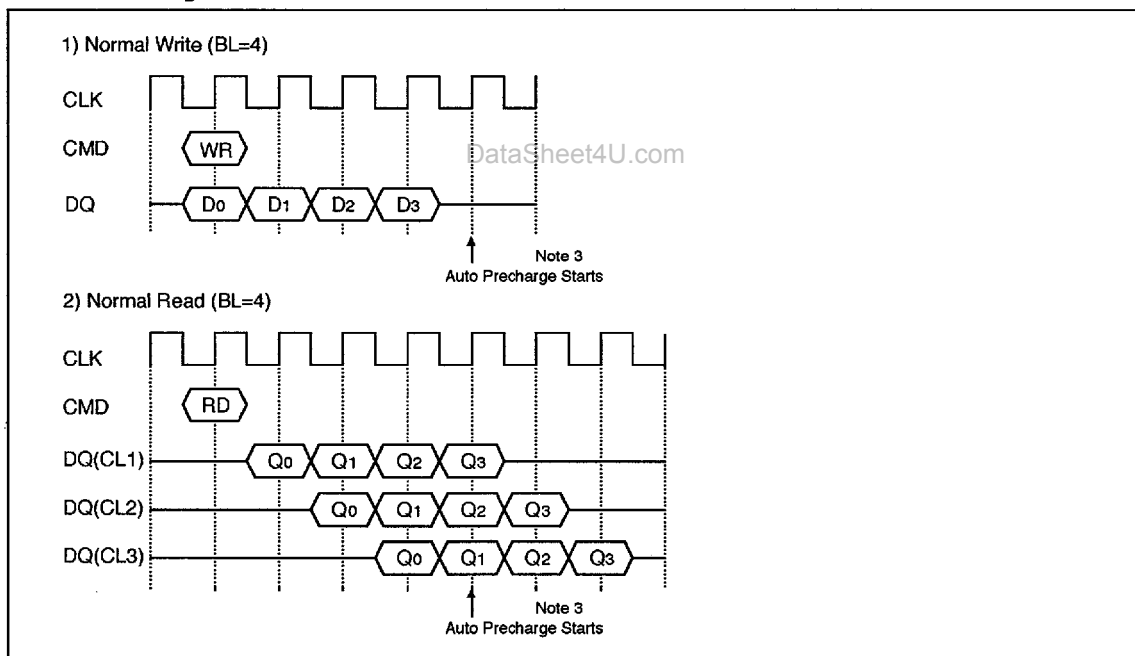 1) Normal Write (BL=4)
CLK
CMD WR
DataSheet4U.com
DQ D0 D1 D2 D3
Note 3
Auto Precharge Starts
2) Normal Read (BL=4)
CLK
CMD RD
DQ(CL1) Q0 Q1 Q2 Q3
DQ(CL2) Q0 Q1 Q2 Q3
DQ(CL3) Q0 Q1 Q2 Q3
Note 3
Auto Precharge Starts